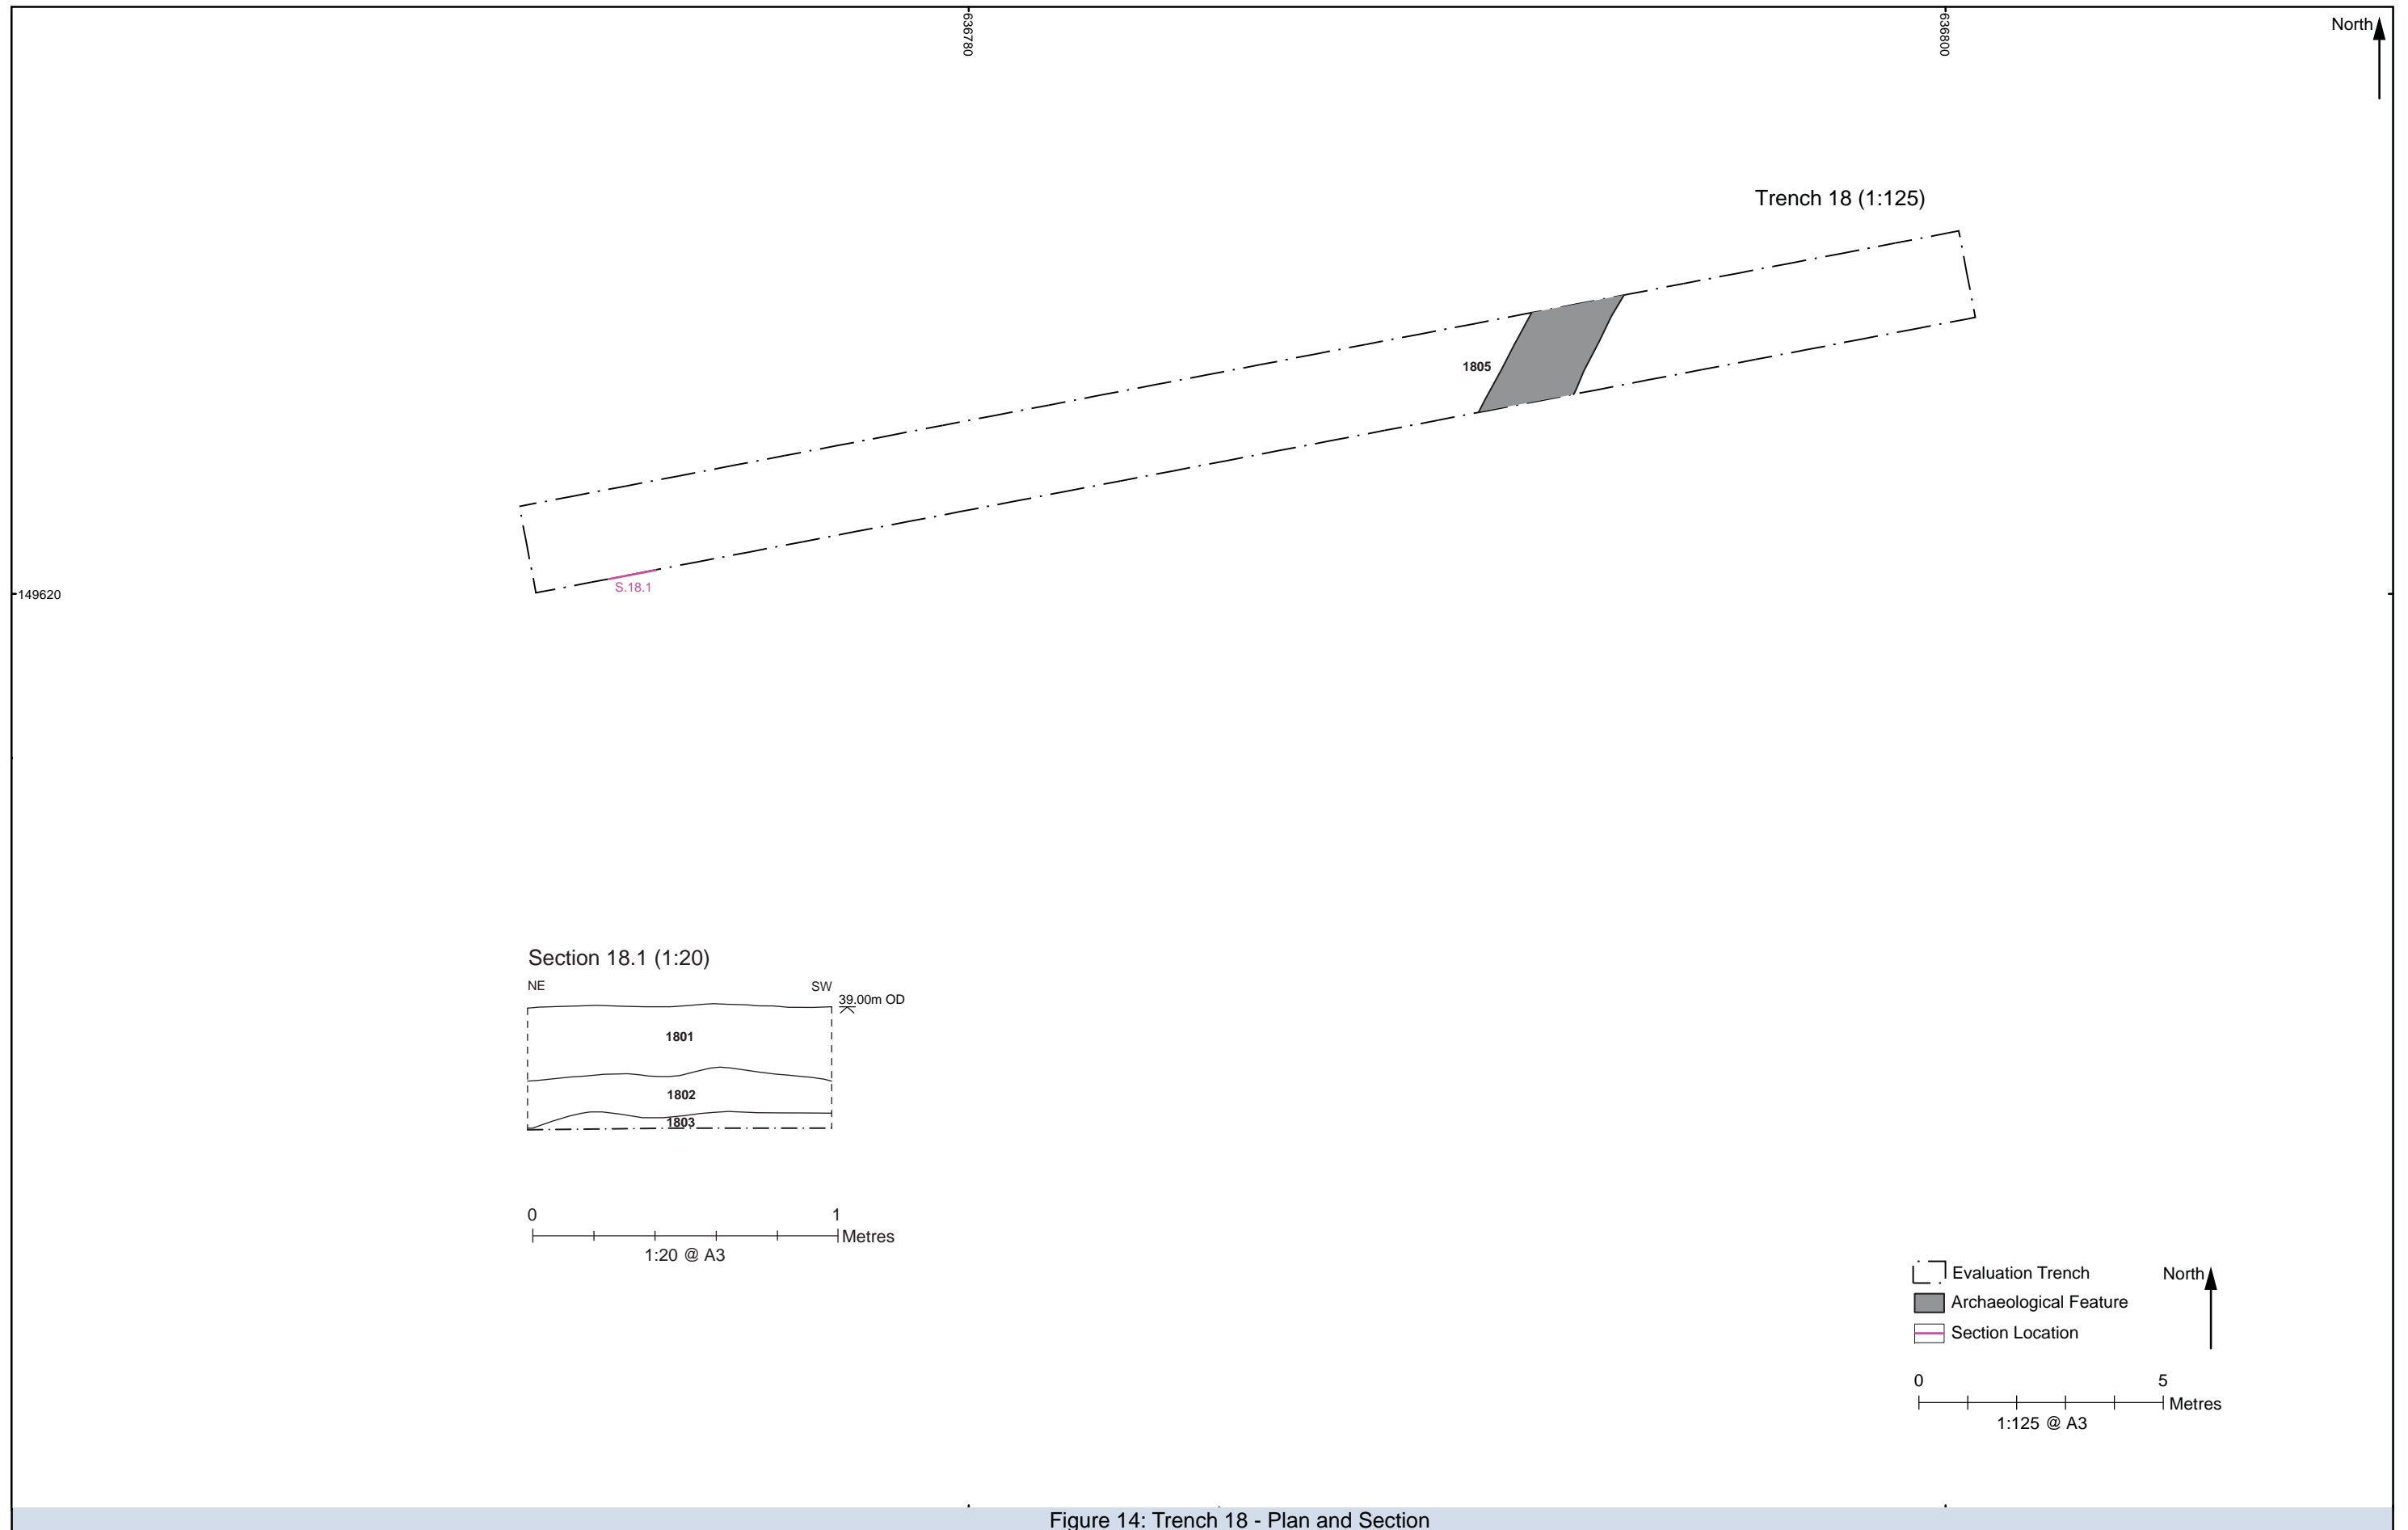 636780
636800
North
Trench 18 (1:125)
1805
S.18.1
149620
Section 18.1 (1:20)
NE
SW
39.00m OD
1801
1802
1803
0
1
Metres
1:20 @ A3
Evaluation Trench
North
Archaeological Feature
Section Location
0
5
Metres
1:125 @ A3
Figure 14: Trench 18 - Plan and Section